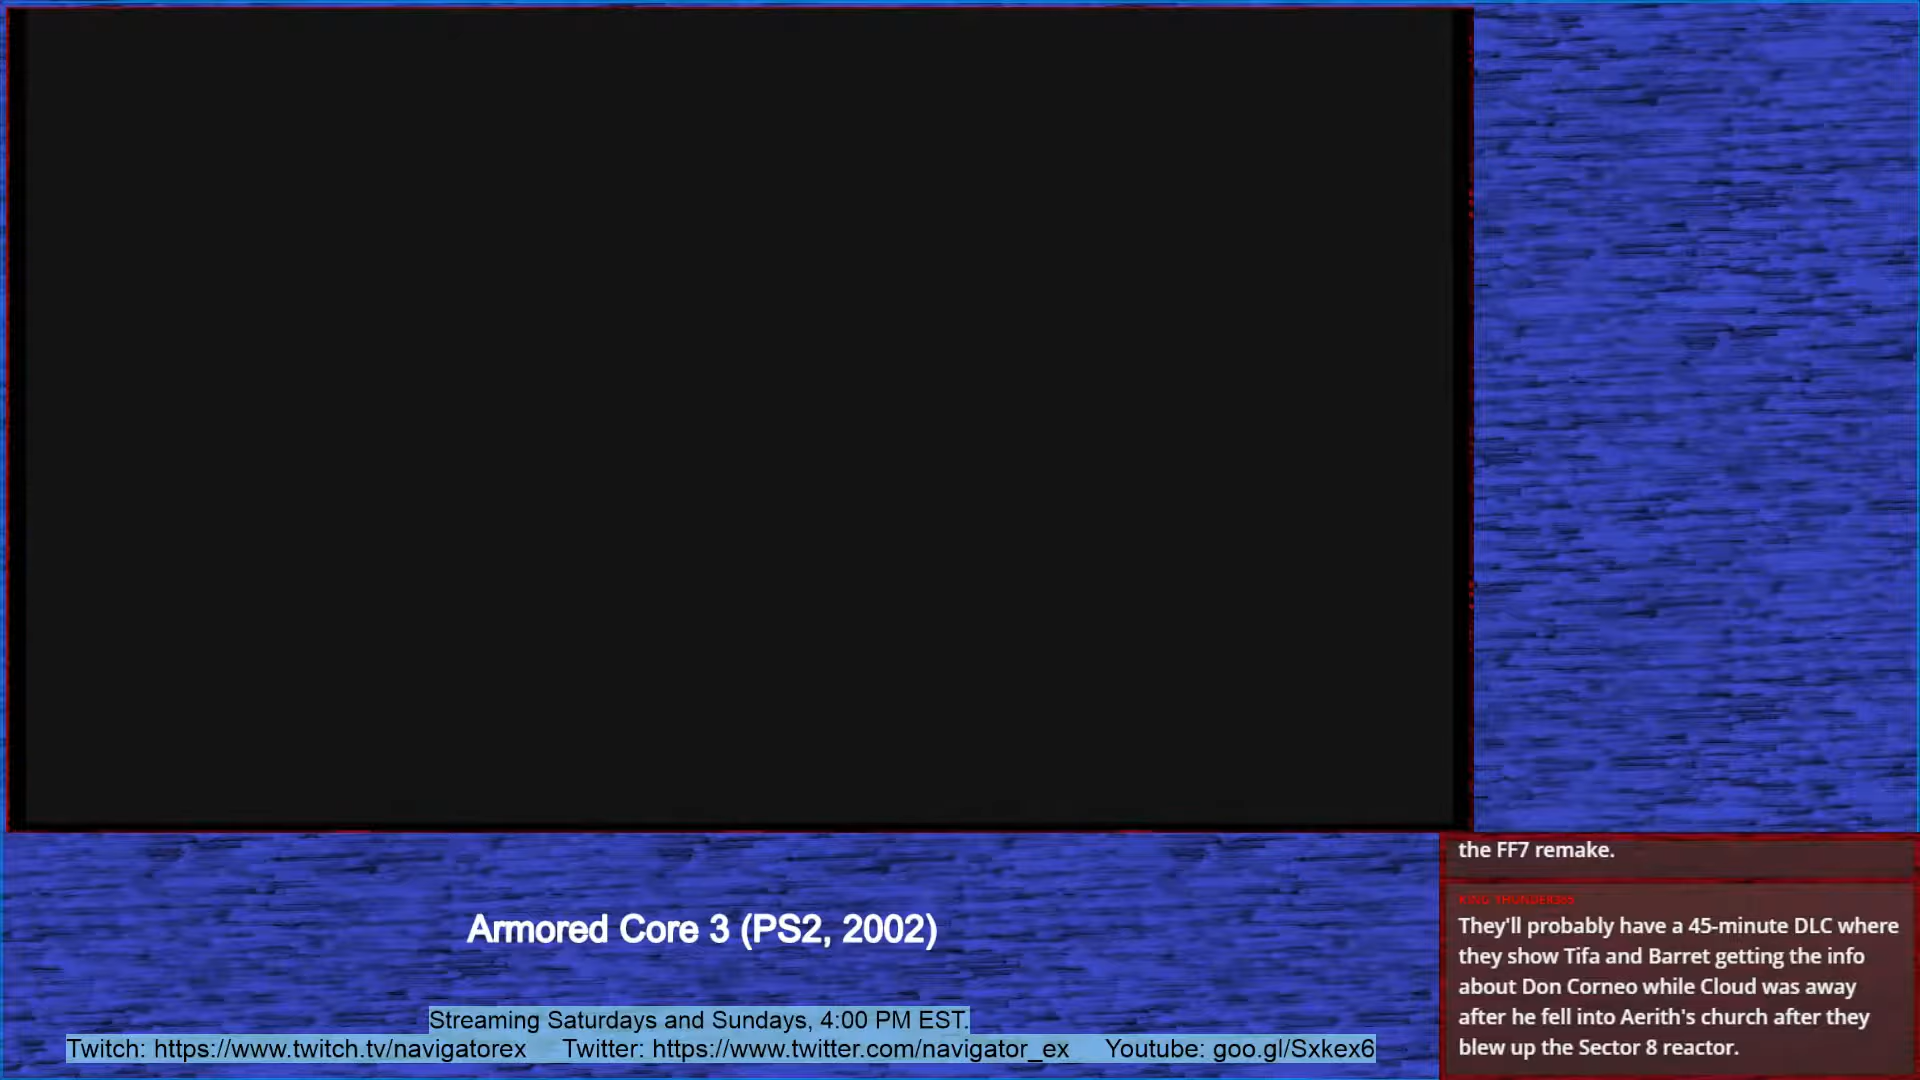 the FF7 remake.
KING THUNDER365
They'll probably have a 45-minute DLC where
they show Tifa and Barret getting the info
about Don Corneo while Cloud was away
after he fell into Aerith's church after they
blew up the Sector 8 reactor.
Armored Core 3 (PS2, 2002)
Streaming Saturdays and Sundays, 4:00 PM EST.
Twitch: https://www.twitch.tv/navigatorex Twitter: https://www.twitter.com/navigator_ex Youtube: goo.gl/Sxkex6